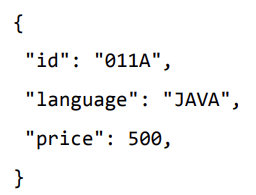 {
"id": "011A",
"language": "JAVA",
"price": 500,
}